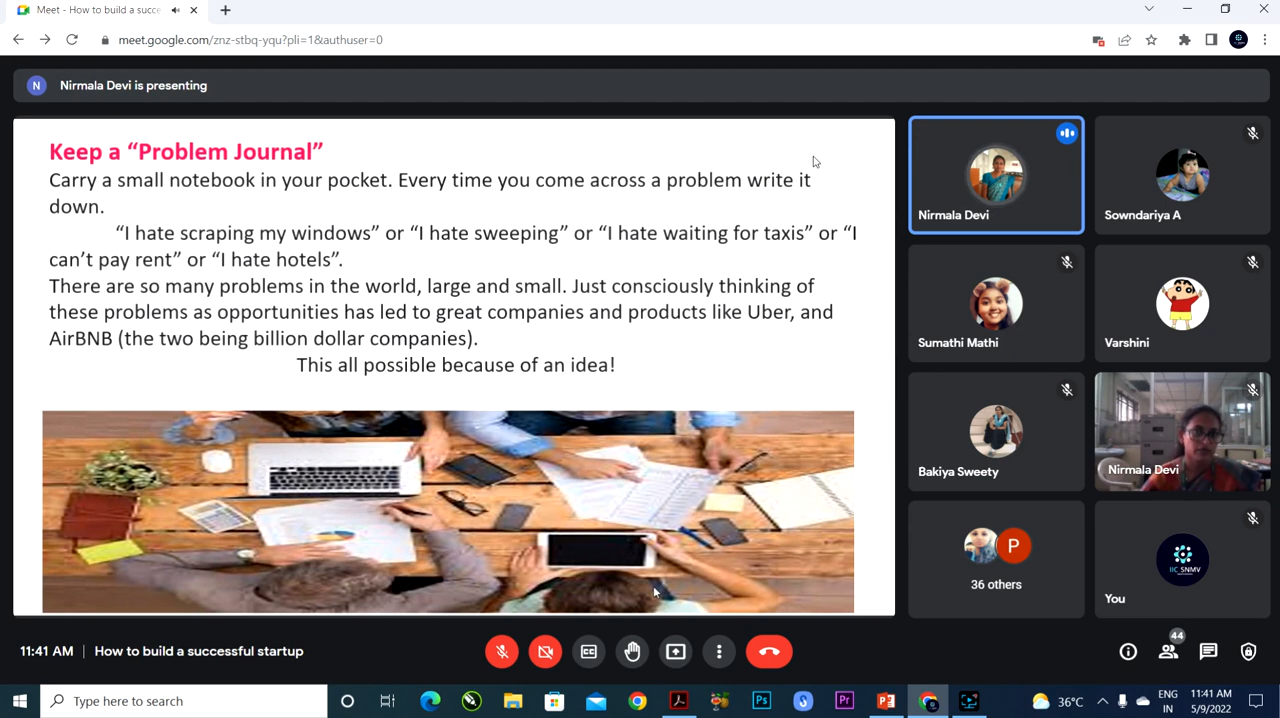 Meet - How to build a succe
meet.google.com/znz-stbq-yqu?pli=1&authuser=0
N
Nirmala Devi is presenting
Keep a “Problem Journal”
Carry a small notebook in your pocket. Every time you come across a problem write it
down.
“I hate scraping my windows” or “I hate sweeping” or “I hate waiting for taxis” or “I
can’t pay rent” or “I hate hotels”.
There are so many problems in the world, large and small. Just consciously thinking of
these problems as opportunities has led to great companies and products like Uber, and
AirBNB (the two being billion dollar companies).
This all possible because of an idea!
Nirmala Devi
Sowndariya A
Sumathi Mathi
Varshini
Bakiya Sweety
Nirmala Devi
P
36 others
IIC_SNMV
You
11:41 AM | How to build a successful startup
44
Type here to search
Ps
Pr
36°C
ENG
IN
11:41 AM
5/9/2022